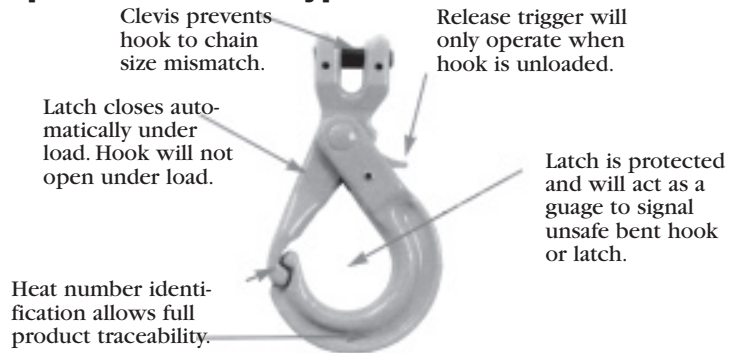 Clevis prevents
hook to chain
size mismatch.
Release trigger will
only operate when
hook is unloaded.
Latch closes auto-
matically under
load. Hook will not
open under load.
Latch is protected
and will act as a
guage to signal
unsafe bent hook
or latch.
Heat number identi-
fication allows full
product traceability.